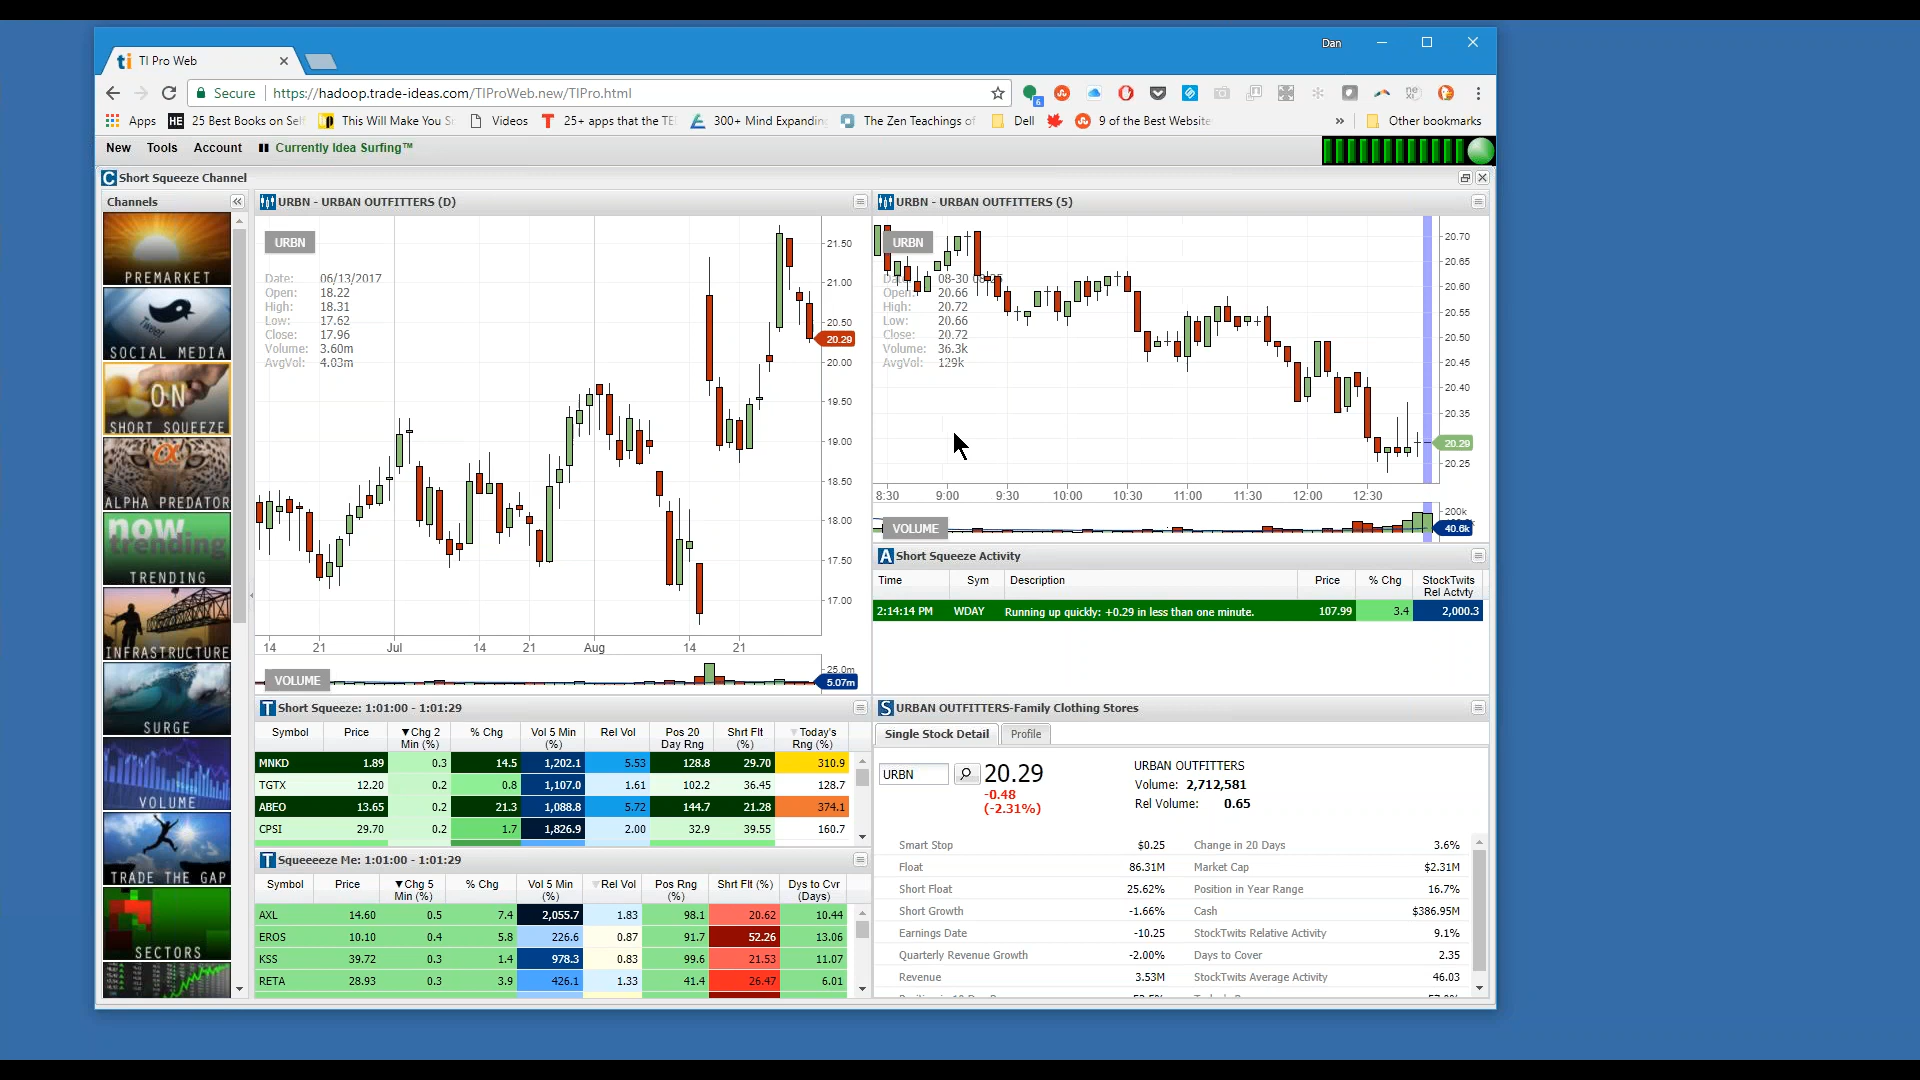 Dan
TI Pro Web
Secure | https://hadoop.trade-ideas.com/TIProWeb.new/TIPro.html
6
Apps HE 25 Best Books on Self This Will Make You S Videos 25+ apps that the TE 300+ Mind Expanding The Zen Teachings of Dell 9 of the Best Website » Other bookmarks
New Tools Account Currently Idea Surfing™
C Short Squeeze Channel
Channels
PREMARKET
Tweet
SOCIAL MEDIA
ON
SHORT SQUEEZE
α
ALPHA PREDATOR
now
trending
TRENDING
INFRASTRUCTURE
SURGE
VOLUME
TRADE THE GAP
SECTORS
URBN - URBAN OUTFITTERS (D)
URBN
Date: 06/13/2017
Open: 18.22
High: 18.31
Low: 17.62
Close: 17.96
Volume: 3.60m
AvgVol: 4.03m
21.50
21.00
20.50
20.29
20.00
19.50
19.00
18.50
18.00
17.50
17.00
14 21 Jul 14 21 Aug 14 21
VOLUME
25.0m
5.07m
URBN - URBAN OUTFITTERS (5)
URBN
08-30
Open: 20.66
High: 20.72
Low: 20.66
Close: 20.72
Volume: 36.3k
AvgVol: 129k
20.70
20.65
20.60
20.55
20.50
20.45
20.40
20.35
20.29
20.25
8:30 9:00 9:30 10:00 10:30 11:00 11:30 12:00 12:30
VOLUME
200k
40.6k
A Short Squeeze Activity
Time Sym Description Price % Chg StockTwits
Rel Actvty
2:14:14 PM WDAY Running up quickly: +0.29 in less than one minute. 107.99 3.4 2,000.3
T Short Squeeze: 1:01:00 - 1:01:29
Symbol Price ▼Chg 2 % Chg Vol 5 Min Rel Vol Pos 20 Shrt Flt Today's
Min (%) (%) Day Rng (%) Rng (%)
MNKD 1.89 0.3 14.5 1,202.1 5.53 128.8 29.70 310.9
TGTX 12.20 0.2 0.8 1,107.0 1.61 102.2 36.45 128.7
ABEO 13.65 0.2 21.3 1,088.8 5.72 144.7 21.28 374.1
CPSI 29.70 0.2 1.7 1,826.9 2.00 32.9 39.55 160.7
T Squeeeeze Me: 1:01:00 - 1:01:29
Symbol Price ▼Chg 5 % Chg Vol 5 Min Rel Vol Pos Rng Shrt Flt (%) Dys to Cvr
Min (%) (%) (%) (Days)
AXL 14.60 0.5 7.4 2,055.7 1.83 98.1 20.62 10.44
EROS 10.10 0.4 5.8 226.6 0.87 91.7 52.26 13.06
KSS 39.72 0.3 1.4 978.3 0.83 99.6 21.53 11.07
RETA 28.93 0.3 3.9 426.1 1.33 41.4 26.47 6.01
S URBAN OUTFITTERS-Family Clothing Stores
Single Stock Detail Profile
URBN 20.29
-0.48
(-2.31%)
URBAN OUTFITTERS
Volume: 2,712,581
Rel Volume: 0.65
Smart Stop $0.25 Change in 20 Days 3.6%
Float 86.31M Market Cap $2.31M
Short Float 25.62% Position in Year Range 16.7%
Short Growth -1.66% Cash $386.95M
Earnings Date -10.25 StockTwits Relative Activity 9.1%
Quarterly Revenue Growth -2.00% Days to Cover 2.35
Revenue 3.53M StockTwits Average Activity 46.03